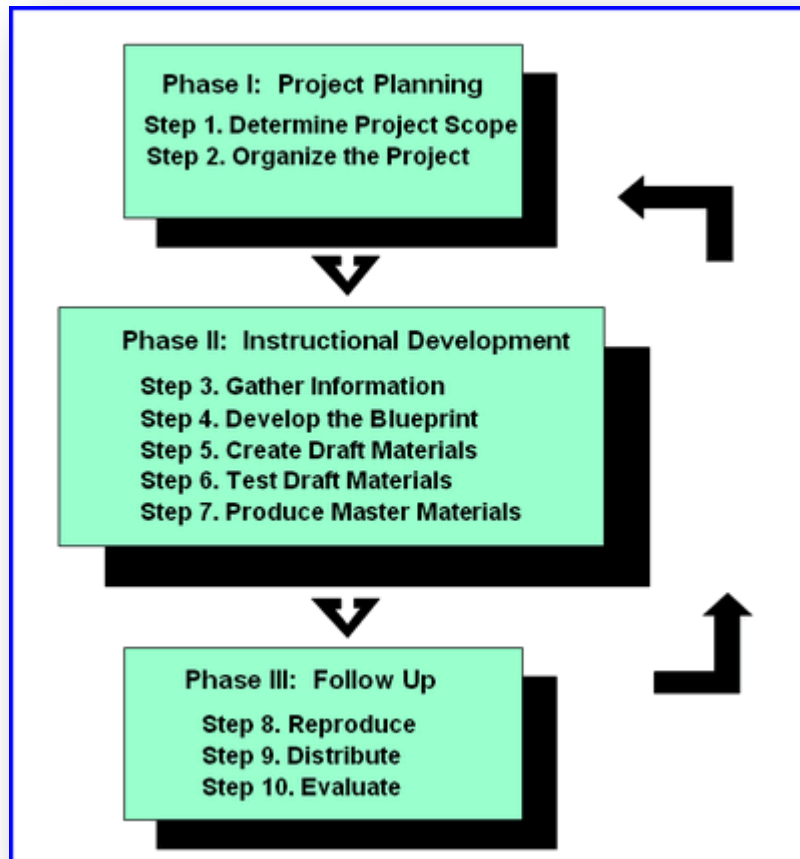 Phase I: Project Planning
Step 1. Determine Project Scope
Step 2. Organize the Project
Phase II: Instructional Development
Step 3. Gather Information
Step 4. Develop the Blueprint
Step 5. Create Draft Materials
Step 6. Test Draft Materials
Step 7. Produce Master Materials
Phase III: Follow Up
Step 8. Reproduce
Step 9. Distribute
Step 10. Evaluate